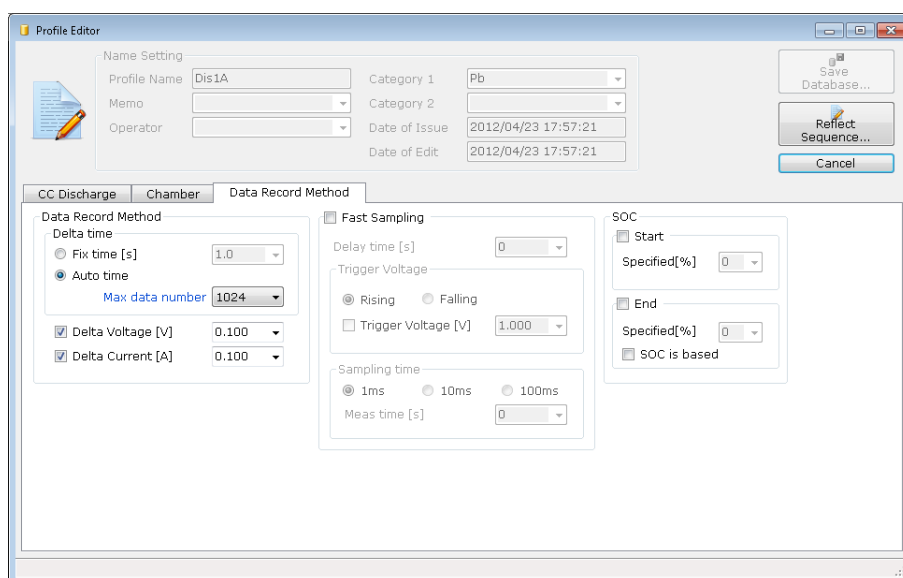 Profile Editor
Name Setting
Profile Name Dis1A Category 1 Pb
Memo Category 2
Operator Date of Issue 2012/04/23 17:57:21
Date of Edit 2012/04/23 17:57:21
Save Database...
Reflect Sequence...
Cancel
CC Discharge Chamber Data Record Method
Data Record Method
Delta time
Fix time [s] 1.0
Auto time
Max data number 1024
Delta Voltage [V] 0.100
Delta Current [A] 0.100
Fast Sampling
Delay time [s] 0
Trigger Voltage
Rising Falling
Trigger Voltage [V] 1.000
Sampling time
1ms 10ms 100ms
Meas time [s] 0
SOC
Start
Specified[%] 0
End
Specified[%] 0
SOC is based